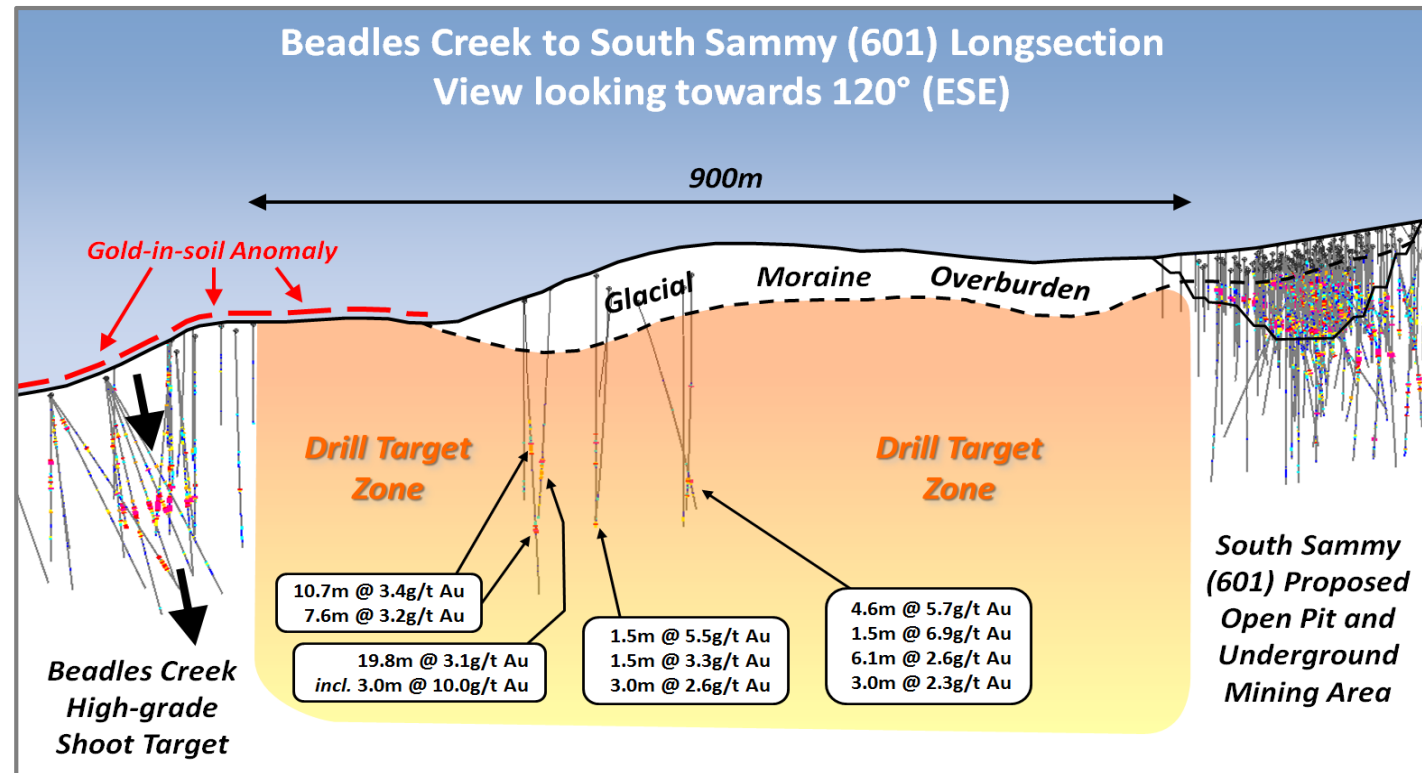 Beadles Creek to South Sammy (601) Longsection
View looking towards 120° (ESE)
900m
Gold-in-soil Anomaly
Glacial Moraine Overburden
Drill Target
Zone
Drill Target
Zone
10.7m @ 3.4g/t Au
7.6m @ 3.2g/t Au
19.8m @ 3.1g/t Au
incl. 3.0m @ 10.0g/t Au
1.5m @ 5.5g/t Au
1.5m @ 3.3g/t Au
3.0m @ 2.6g/t Au
4.6m @ 5.7g/t Au
1.5m @ 6.9g/t Au
6.1m @ 2.6g/t Au
3.0m @ 2.3g/t Au
Beadles Creek
High-grade
Shoot Target
South Sammy
(601) Proposed
Open Pit and
Underground
Mining Area